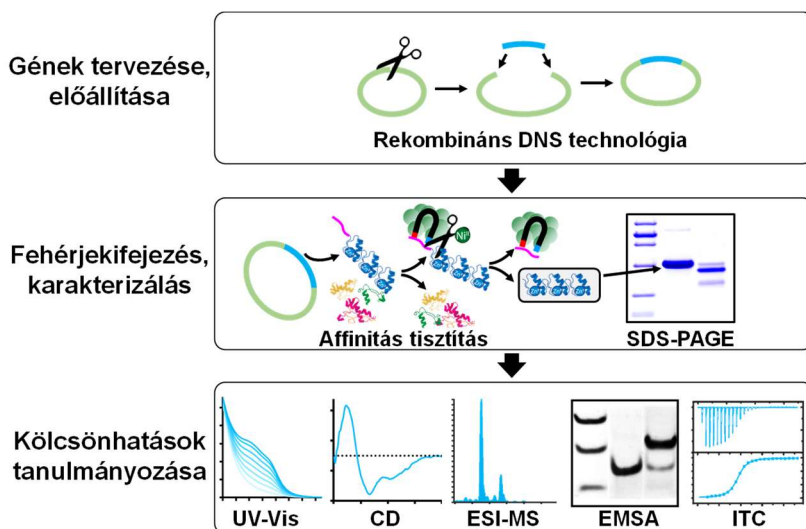 Gének tervezése,
előállítása
Rekombináns DNS technológia
Fehérjekifejezés,
karakterizálás
Ni²⁺
Affinitás tisztítás
SDS-PAGE
Kölcsönhatások
tanulmányozása
UV-Vis
CD
ESI-MS
EMSA
ITC